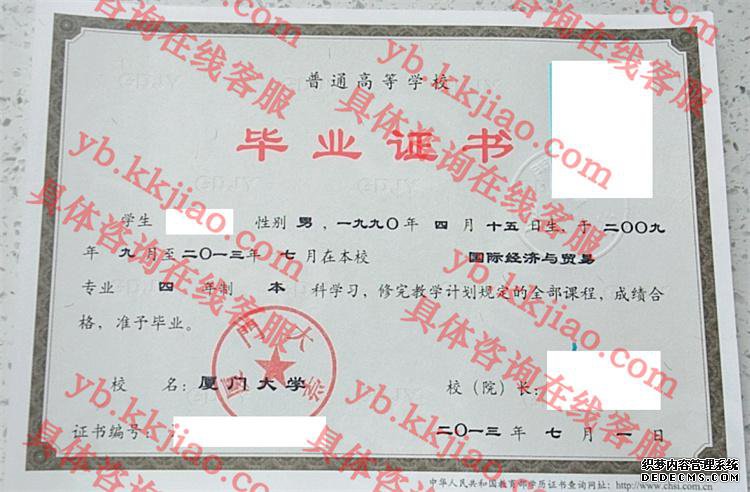 普通高等学校
毕业证书
学生 性别 男，一九九〇年 四 月 十五 日生，于 二〇〇九
年 九 月至二〇一三年 七 月在本校 国际经济与贸易
专业 四 年制 本 科学习，修完教学计划规定的全部课程，成绩合
格，准予毕业。
校 名：厦门大学 校（院）长：
证书编号： 二〇一三 年 七 月 一 日
中华人民共和国教育部学历证书查询网址：http://www.chsi.com.cn
yb.kkjiao.com
具体咨询在线客服
织梦内容管理系统
DEDECMS.COM